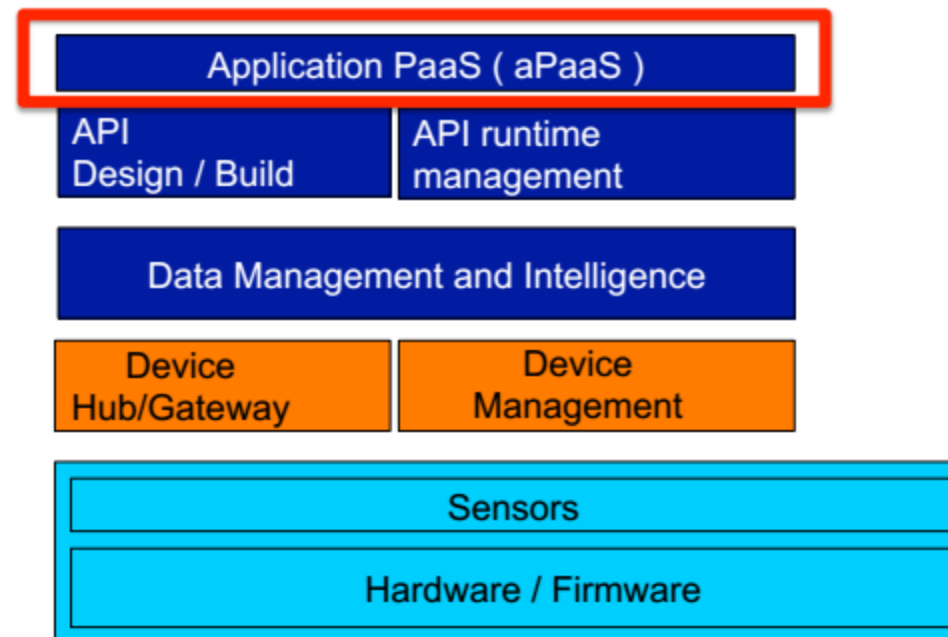 Application PaaS ( aPaaS )
API
Design / Build
API runtime
management
Data Management and Intelligence
Device
Hub/Gateway
Device
Management
Sensors
Hardware / Firmware